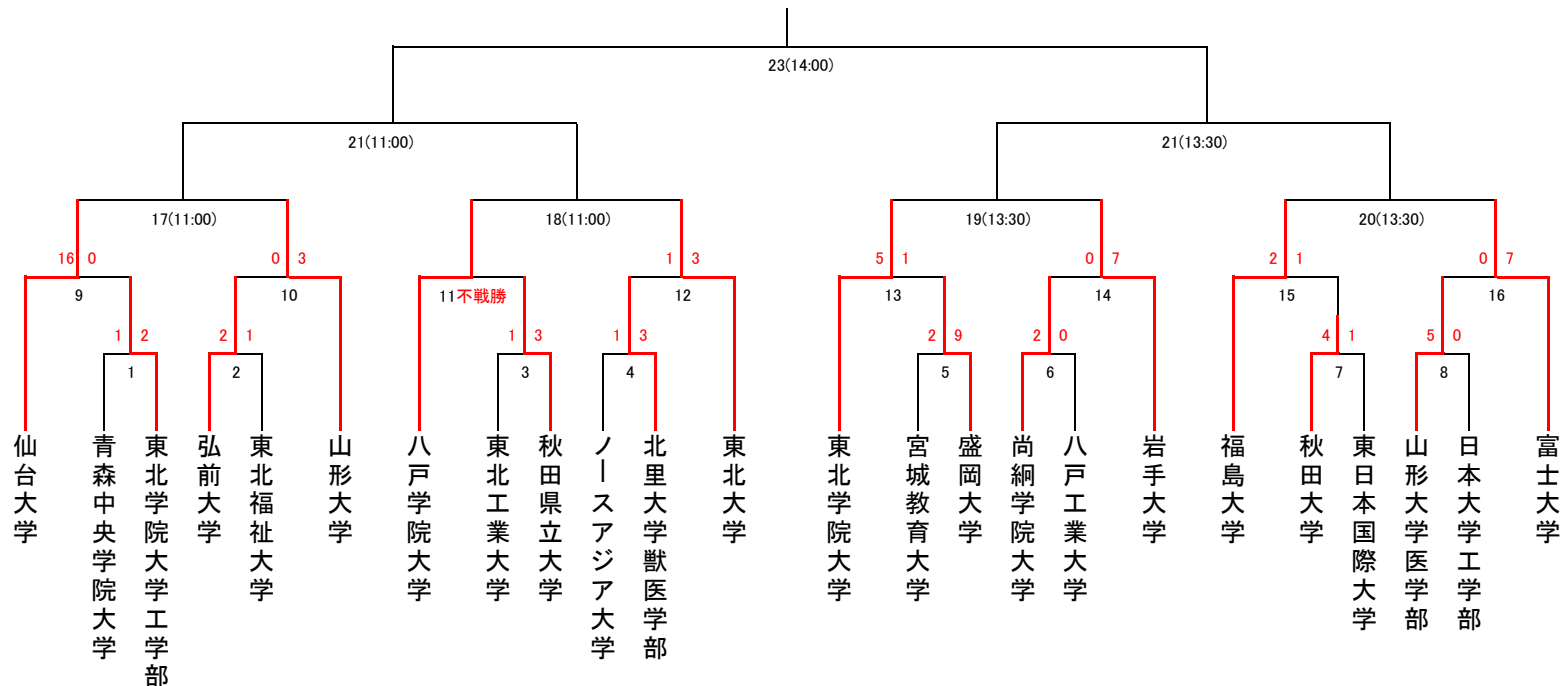 23(14:00)
21(11:00)
21(13:30)
17(11:00)
18(11:00)
19(13:30)
20(13:30)
16 0
0 3
1 3
5 1
0 7
2 1
0 7
9
10
11不戦勝
12
13
14
15
16
1 2
2 1
1 3
1 3
2 9
2 0
4 1
5 0
1
2
3
4
5
6
7
8
仙台大学
青森中央学院大学
東北学院大学工学部
弘前大学
東北福祉大学
山形大学
八戸学院大学
東北工業大学
秋田県立大学
ノースアジア大学
北里大学獣医学部
東北大学
東北学院大学
宮城教育大学
盛岡大学
尚絅学院大学
八戸工業大学
岩手大学
福島大学
秋田大学
東日本国際大学
山形大学医学部
日本大学工学部
富士大学